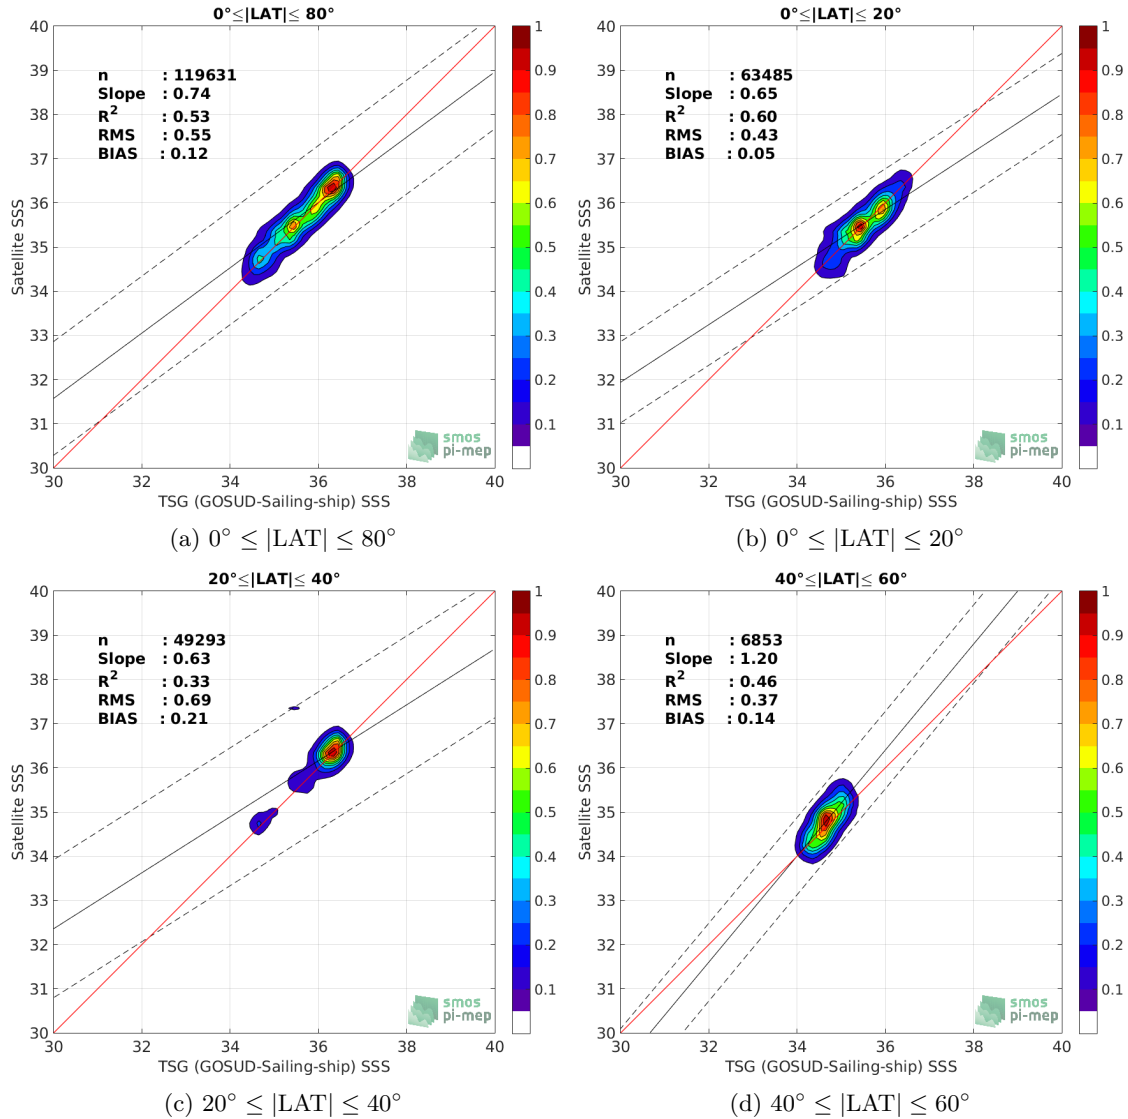 0°≤|LAT|≤ 80°
n : 119631
Slope : 0.74
R² : 0.53
RMS : 0.55
BIAS : 0.12
40
39
38
37
36
35
34
33
32
31
30
30 32 34 36 38 40
Satellite SSS
TSG (GOSUD-Sailing-ship) SSS
1
0.9
0.8
0.7
0.6
0.5
0.4
0.3
0.2
0.1
smos
pi-mep
(a) 0° ≤ |LAT| ≤ 80°
0°≤|LAT|≤ 20°
n : 63485
Slope : 0.65
R² : 0.60
RMS : 0.43
BIAS : 0.05
40
39
38
37
36
35
34
33
32
31
30
30 32 34 36 38 40
Satellite SSS
TSG (GOSUD-Sailing-ship) SSS
1
0.9
0.8
0.7
0.6
0.5
0.4
0.3
0.2
0.1
smos
pi-mep
(b) 0° ≤ |LAT| ≤ 20°
20°≤|LAT|≤ 40°
n : 49293
Slope : 0.63
R² : 0.33
RMS : 0.69
BIAS : 0.21
40
39
38
37
36
35
34
33
32
31
30
30 32 34 36 38 40
Satellite SSS
TSG (GOSUD-Sailing-ship) SSS
1
0.9
0.8
0.7
0.6
0.5
0.4
0.3
0.2
0.1
smos
pi-mep
(c) 20° ≤ |LAT| ≤ 40°
40°≤|LAT|≤ 60°
n : 6853
Slope : 1.20
R² : 0.46
RMS : 0.37
BIAS : 0.14
40
39
38
37
36
35
34
33
32
31
30
30 32 34 36 38 40
Satellite SSS
TSG (GOSUD-Sailing-ship) SSS
1
0.9
0.8
0.7
0.6
0.5
0.4
0.3
0.2
0.1
smos
pi-mep
(d) 40° ≤ |LAT| ≤ 60°